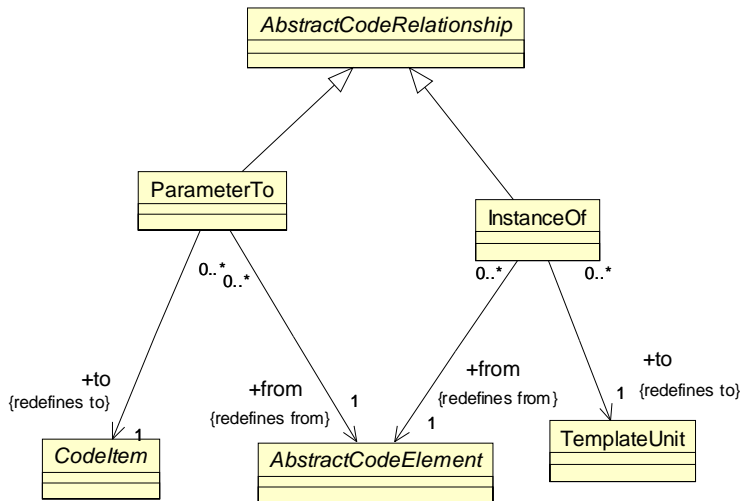 AbstractCodeRelationship
ParameterTo
InstanceOf
0..*
0..*
0..*
0..*
+to
{redefines to}
1
+from
{redefines from}
1
+from
{redefines from}
1
+to
{redefines to}
1
CodeItem
AbstractCodeElement
TemplateUnit